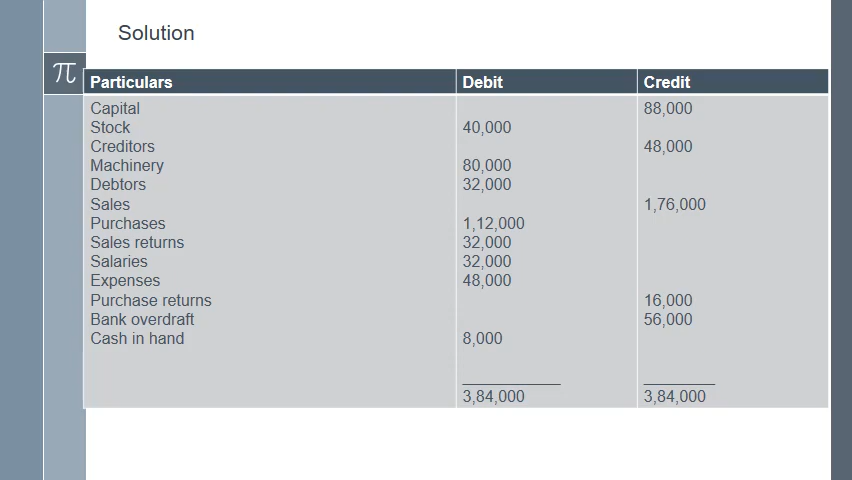 Solution
π
Particulars Debit Credit
Capital 88,000
Stock 40,000
Creditors 48,000
Machinery 80,000
Debtors 32,000
Sales 1,76,000
Purchases 1,12,000
Sales returns 32,000
Salaries 32,000
Expenses 48,000
Purchase returns 16,000
Bank overdraft 56,000
Cash in hand 8,000
3,84,000 3,84,000